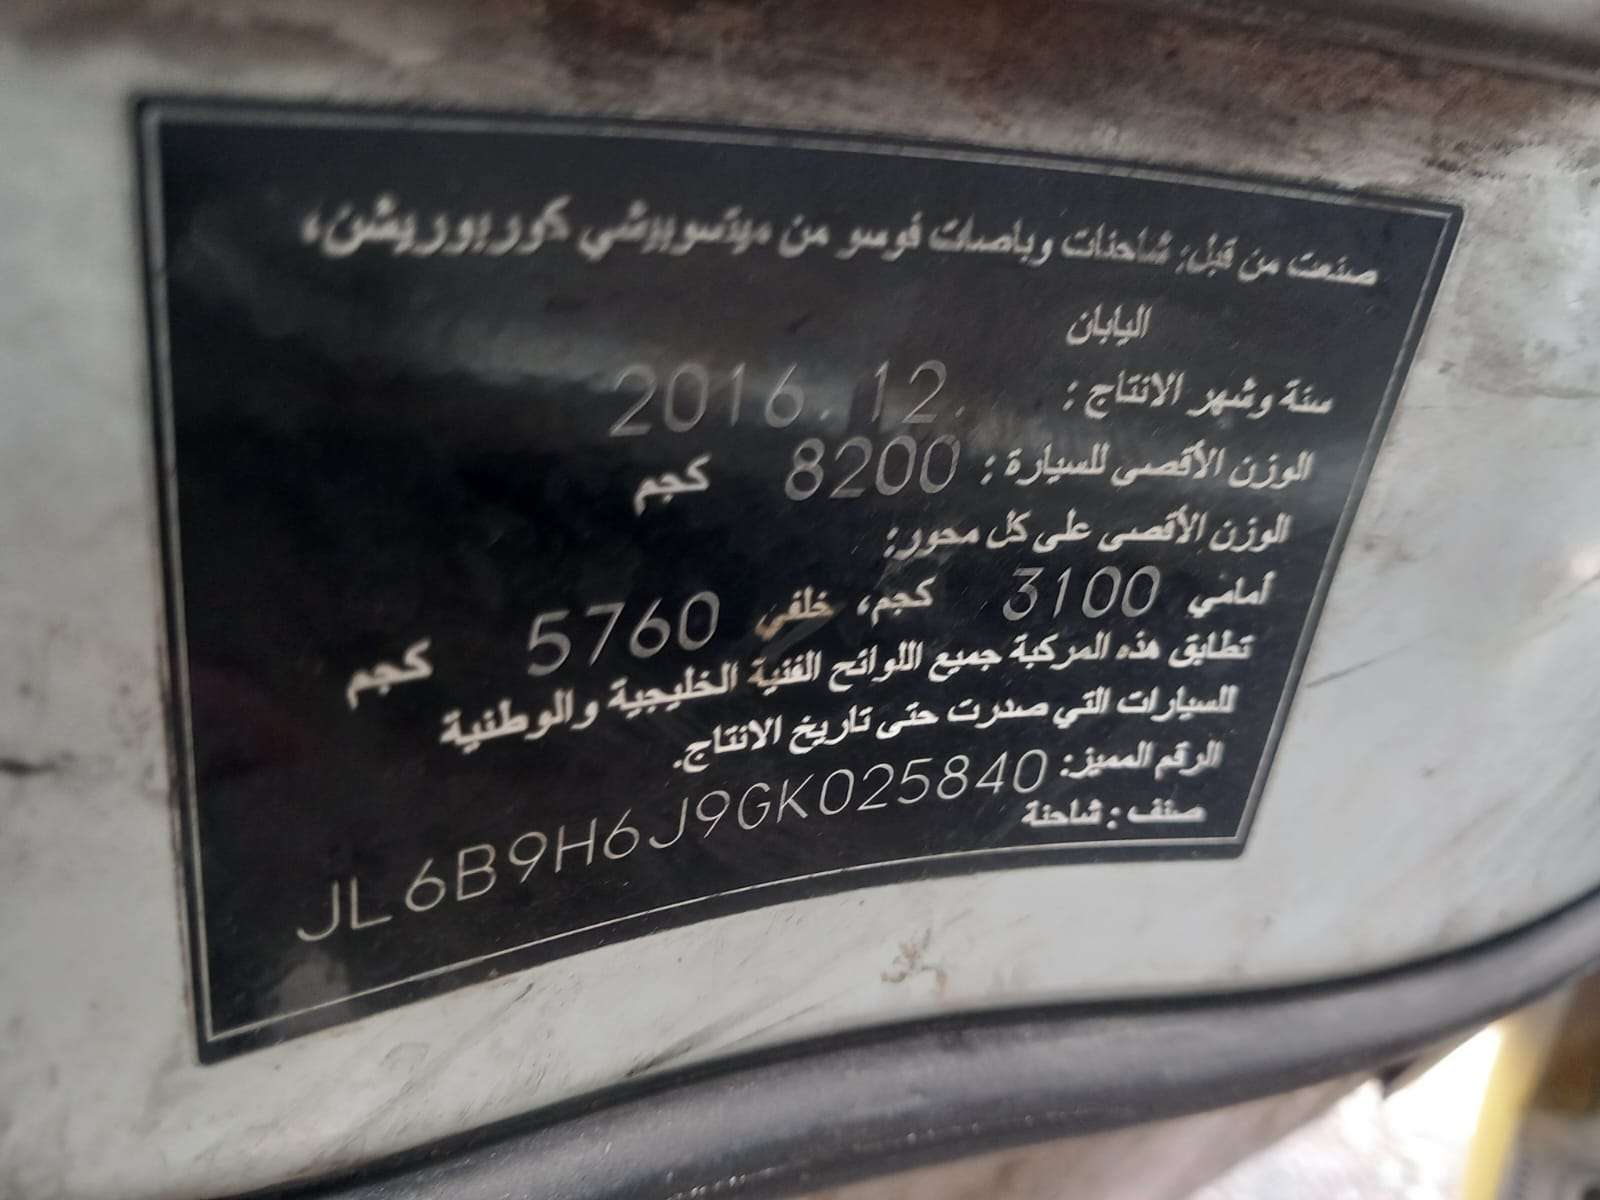 صنعت من قبل: شاحنات وباصات فوسو من ميتسوبيشي كوربوريشن،
اليابان
سنة وشهر الانتاج : 2016.12.
الوزن الأقصى للسيارة : 8200 كجم
الوزن الأقصى على كل محور:
أمامي 3100 كجم، خلفي 5760 كجم
تطابق هذه المركبة جميع اللوائح الفنية الخليجية والوطنية
للسيارات التي صدرت حتى تاريخ الانتاج.
الرقم المميز: JL6B9H6J9GK025840
صنف : شاحنة